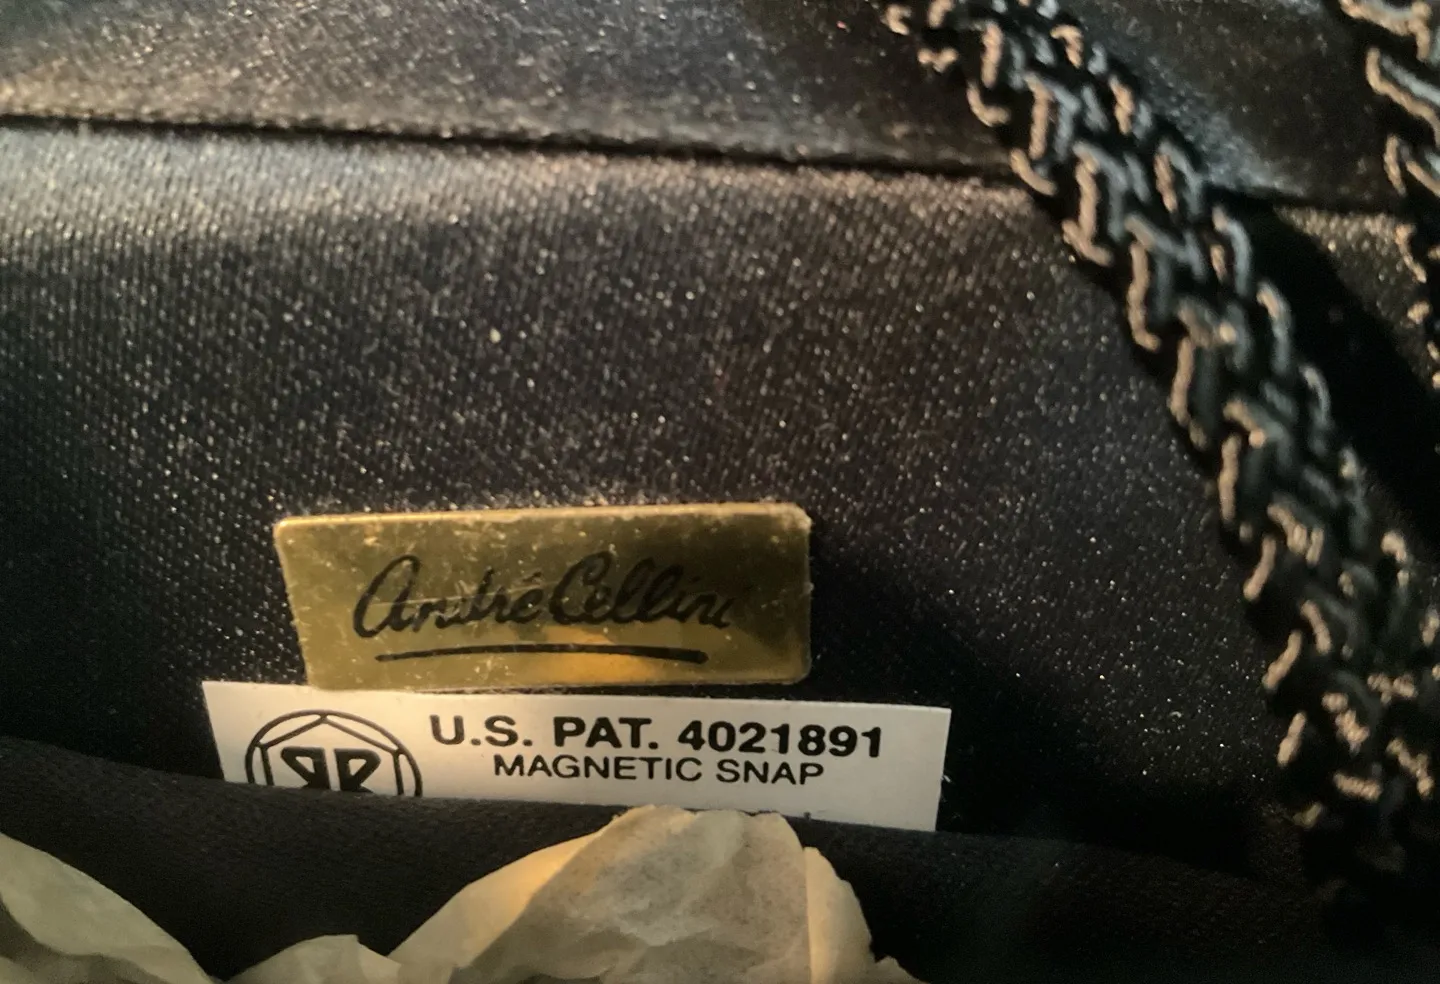 André Cellini
U.S. PAT. 4021891
MAGNETIC SNAP